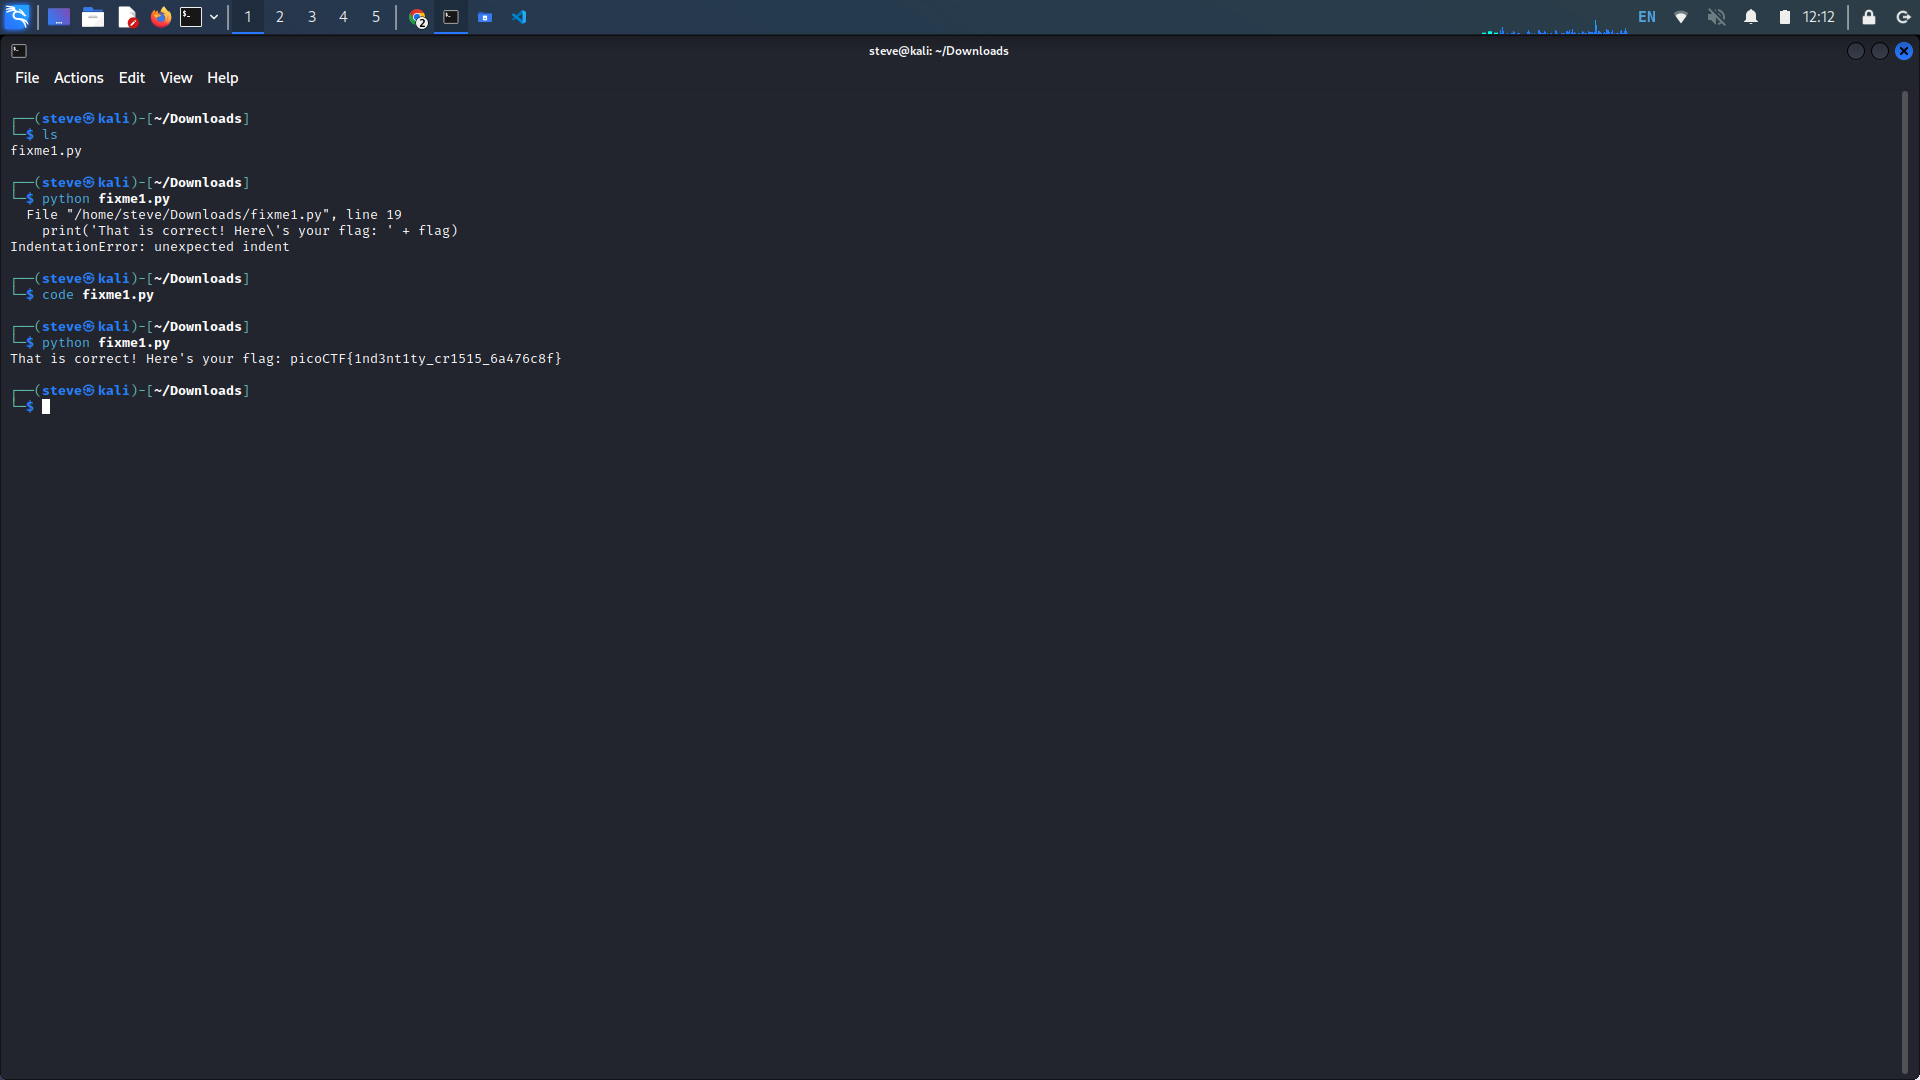 1 2 3 4 5 2 EN 12:12
steve@kali: ~/Downloads
File Actions Edit View Help
┌──(steve㉿kali)-[~/Downloads]
└─$ ls
fixme1.py
┌──(steve㉿kali)-[~/Downloads]
└─$ python fixme1.py
  File "/home/steve/Downloads/fixme1.py", line 19
    print('That is correct! Here\'s your flag: ' + flag)
IndentationError: unexpected indent
┌──(steve㉿kali)-[~/Downloads]
└─$ code fixme1.py
┌──(steve㉿kali)-[~/Downloads]
└─$ python fixme1.py
That is correct! Here's your flag: picoCTF{1nd3nt1ty_cr1515_6a476c8f}
┌──(steve㉿kali)-[~/Downloads]
└─$